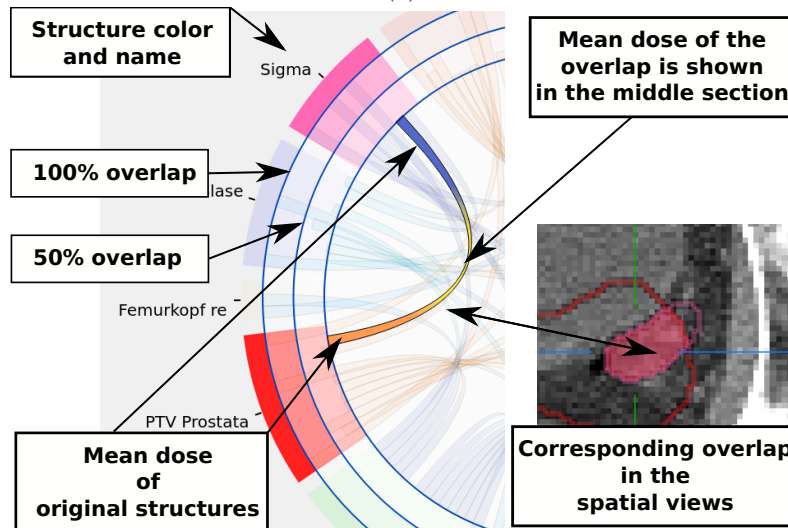 Structure color
and name
Sigma
Mean dose of the
overlap is shown
in the middle section
100% overlap
lase
50% overlap
Femurkopf re
PTV Prostata
Mean dose
of
original structures
Corresponding overlap
in the
spatial views